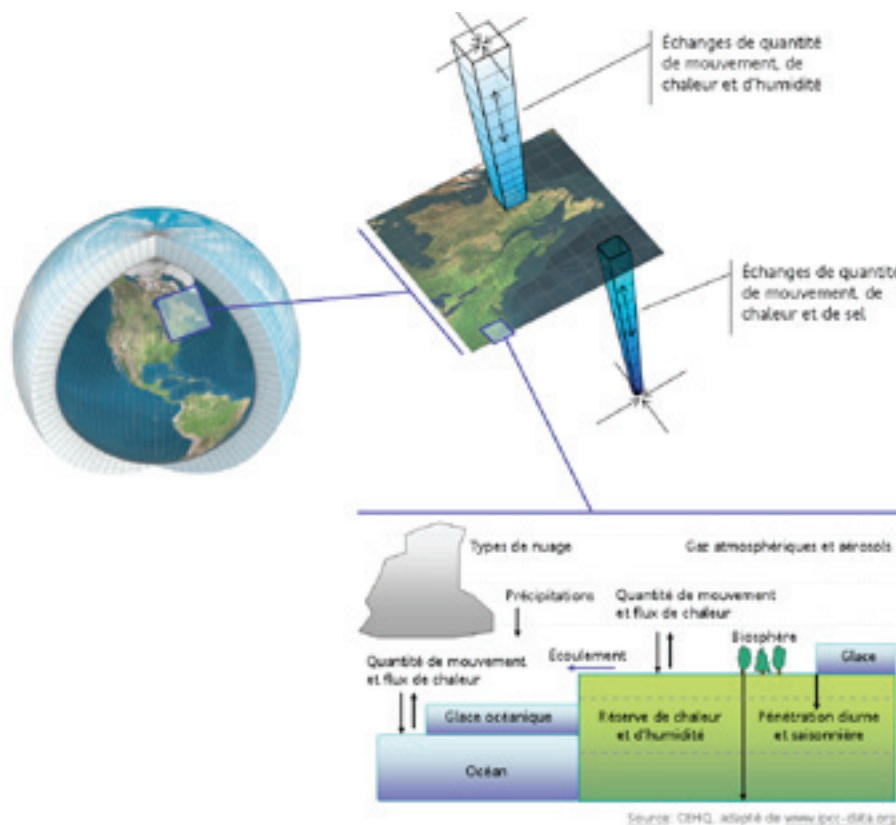 Échanges de quantité
de mouvement, de
chaleur et d'humidité
Échanges de quantité
de mouvement, de
chaleur et de sel
Types de nuage
Gaz atmosphériques et aérosols
Précipitations
Quantité de mouvement
et flux de chaleur
Biosphère
Glace
Écoulement
Quantité de mouvement
et flux de chaleur
Glace océanique
Réserve de chaleur
et d'humidité
Pénétration diurne
et saisonnière
Océan
Source: CEHQ, adapté de www.ipcc-data.org